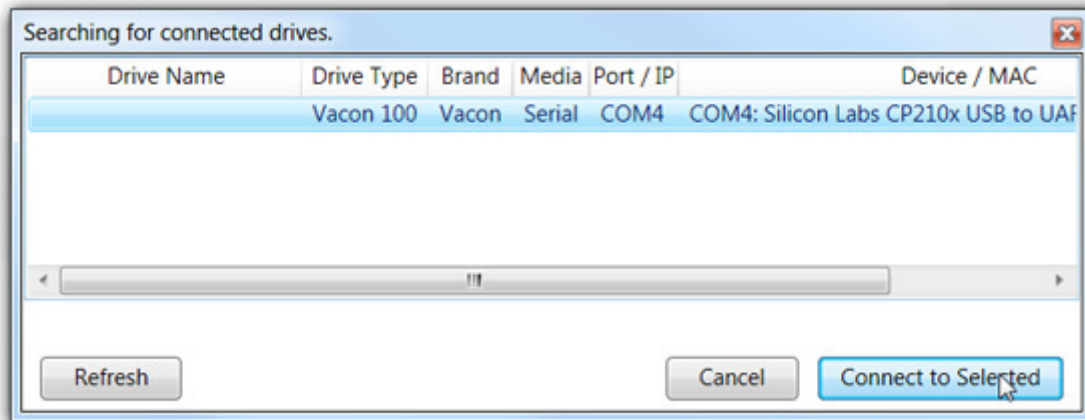 Searching for connected drives.
Drive Name Drive Type Brand Media Port / IP Device / MAC
Vacon 100 Vacon Serial COM4 COM4: Silicon Labs CP210x USB to
Refresh Cancel Connect to Selected